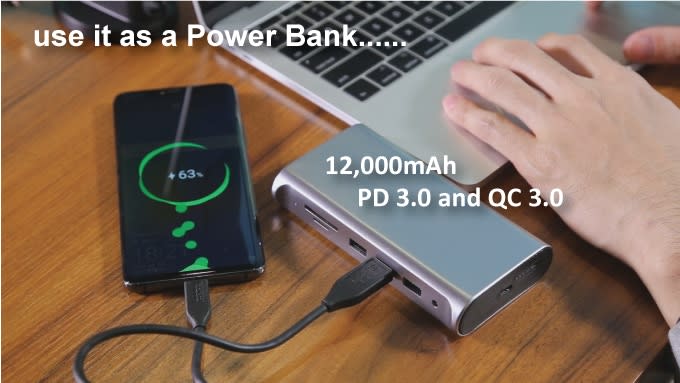 use it as a Power Bank......
63%
12,000mAh
PD 3.0 and QC 3.0